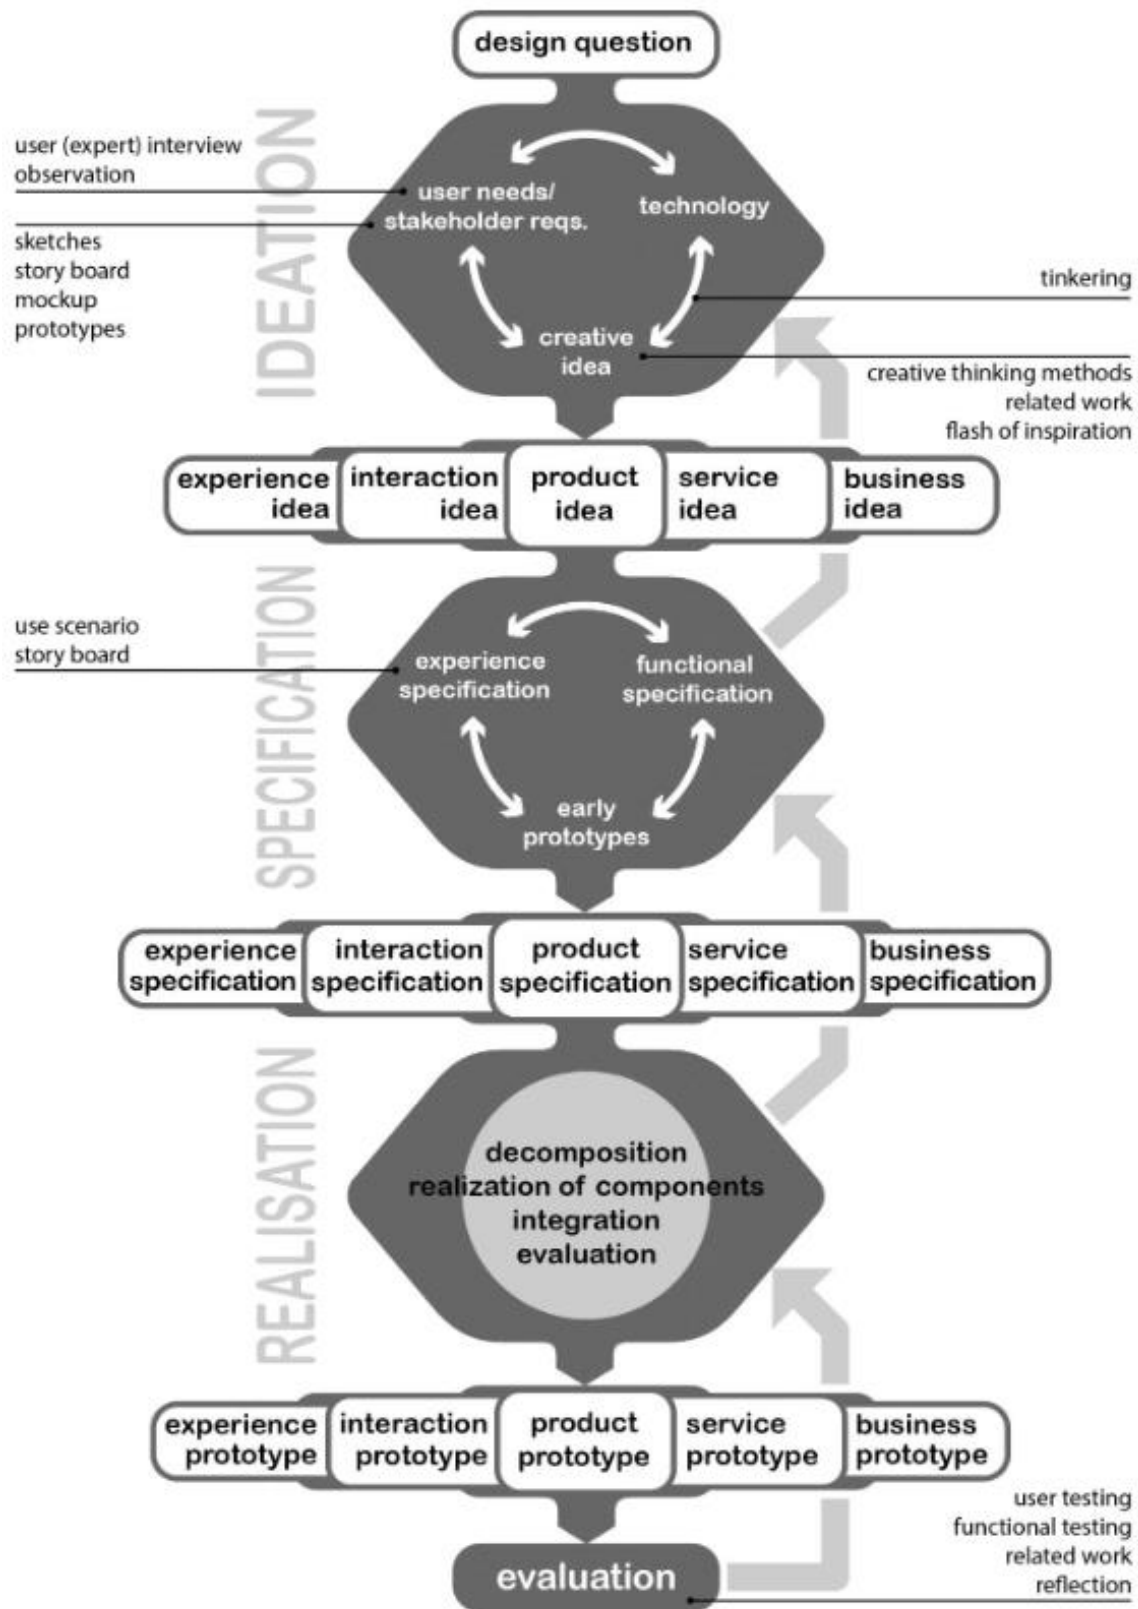 design question
IDEATION
user (expert) interview
observation
user needs/
stakeholder reqs.
technology
sketches
story board
mockup
prototypes
tinkering
creative
idea
creative thinking methods
related work
flash of inspiration
experience
idea
interaction
idea
product
idea
service
idea
business
idea
SPECIFICATION
use scenario
story board
experience
specification
functional
specification
early
prototypes
experience
specification
interaction
specification
product
specification
service
specification
business
specification
REALISATION
decomposition
realization of components
integration
evaluation
experience
prototype
interaction
prototype
product
prototype
service
prototype
business
prototype
user testing
functional testing
related work
reflection
evaluation